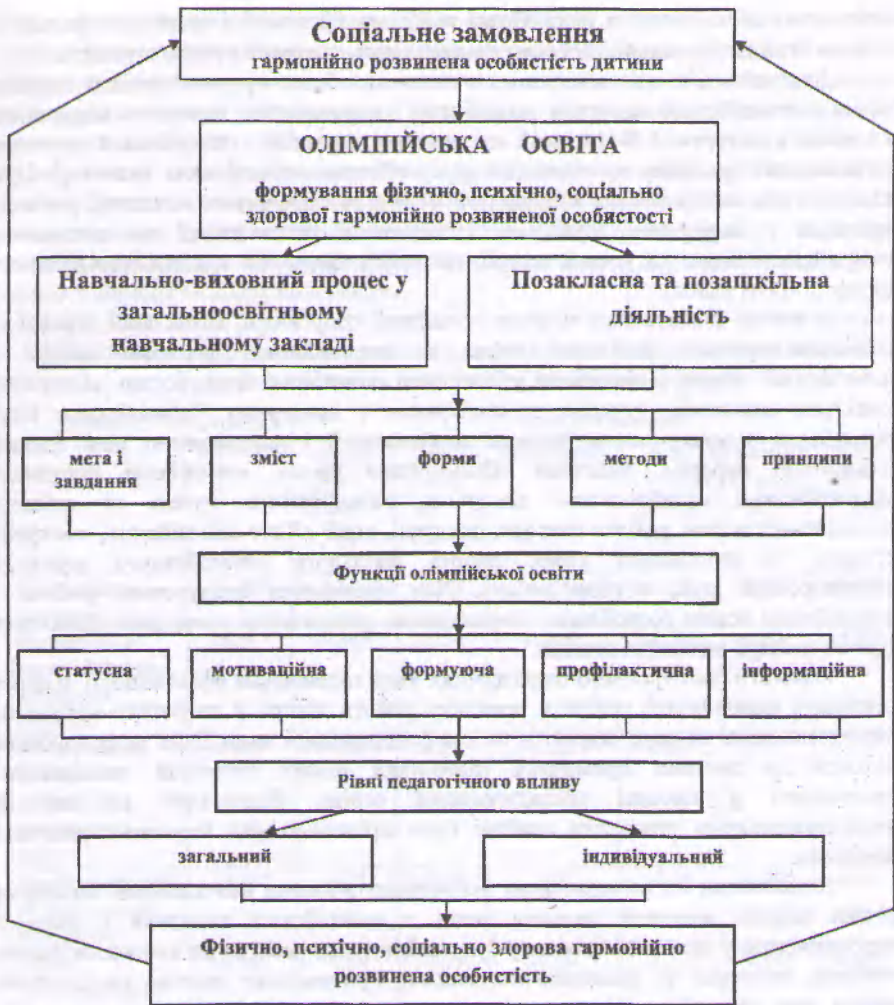 Соціальне замовлення
гармонійно розвинена особистість дитини
ОЛІМПІЙСЬКА ОСВІТА
формування фізично, психічно, соціально
здорової гармонійно розвиненої особистості
Навчально-виховний процес у
загальноосвітньому
навчальному закладі
Позакласна та позашкільна
діяльність
мета і
завдання
зміст
форми
методи
принципи
Функції олімпійської освіти
статусна
мотиваційна
формуюча
профілактична
інформаційна
Рівні педагогічного впливу
загальний
індивідуальний
Фізично, психічно, соціально здорова гармонійно
розвинена особистість